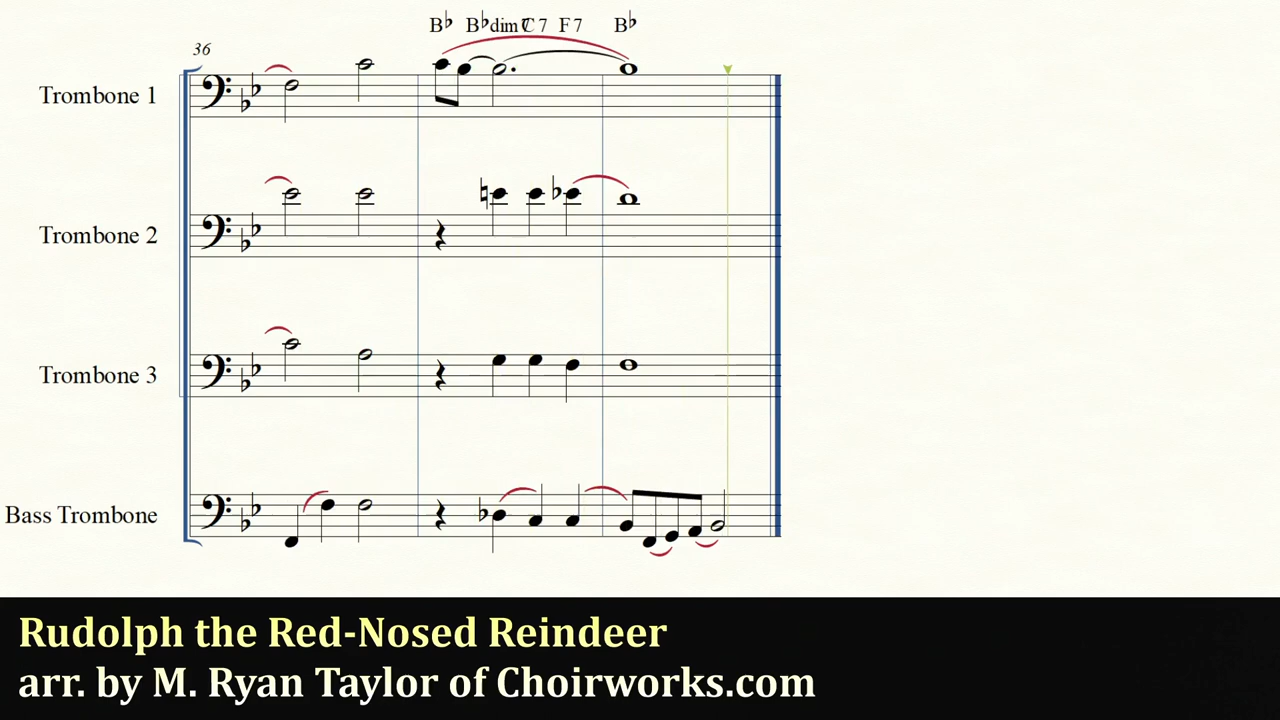 B♭ B♭dim7 C7 F7 B♭
36
Trombone 1
Trombone 2
Trombone 3
Bass Trombone
Rudolph the Red-Nosed Reindeer
arr. by M. Ryan Taylor of Choirworks.com